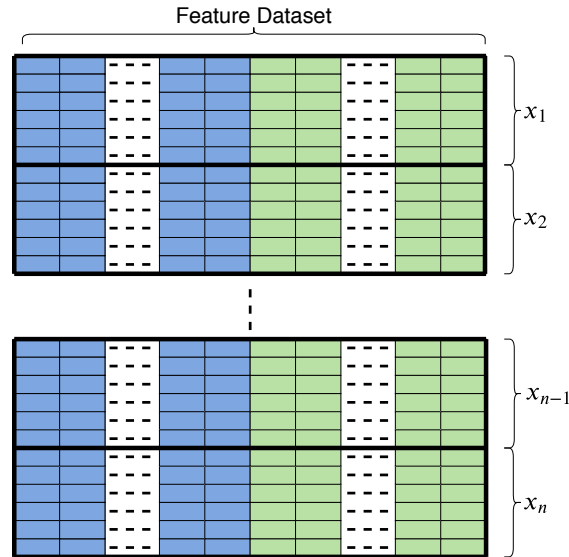 Feature Dataset
x₁
x₂
xₙ₋₁
xₙ